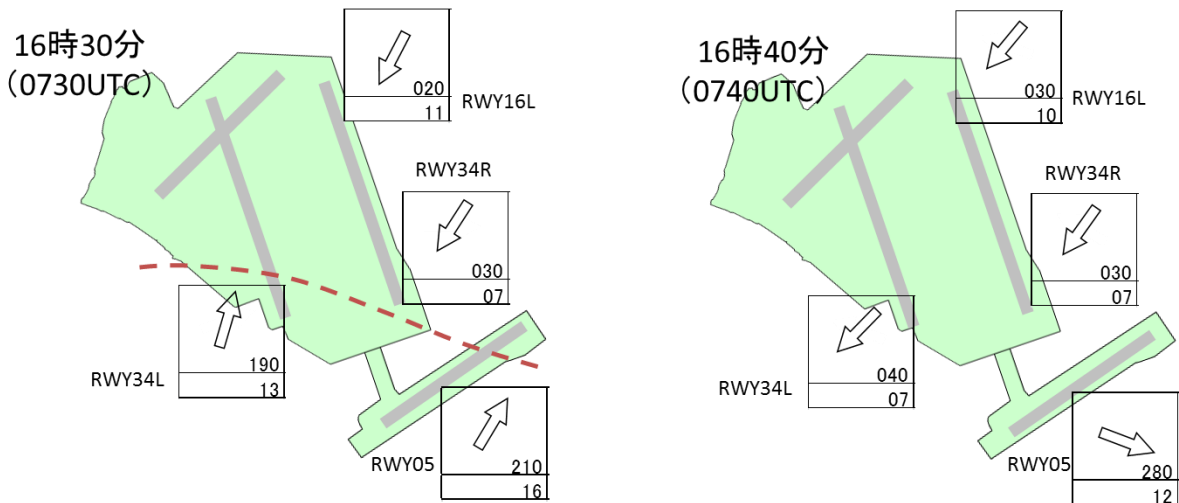 16時30分
（0730UTC）
020
11
RWY16L
RWY34R
030
07
190
13
RWY34L
210
16
RWY05
16時40分
（0740UTC）
030
10
RWY16L
RWY34R
030
07
040
07
RWY34L
280
12
RWY05